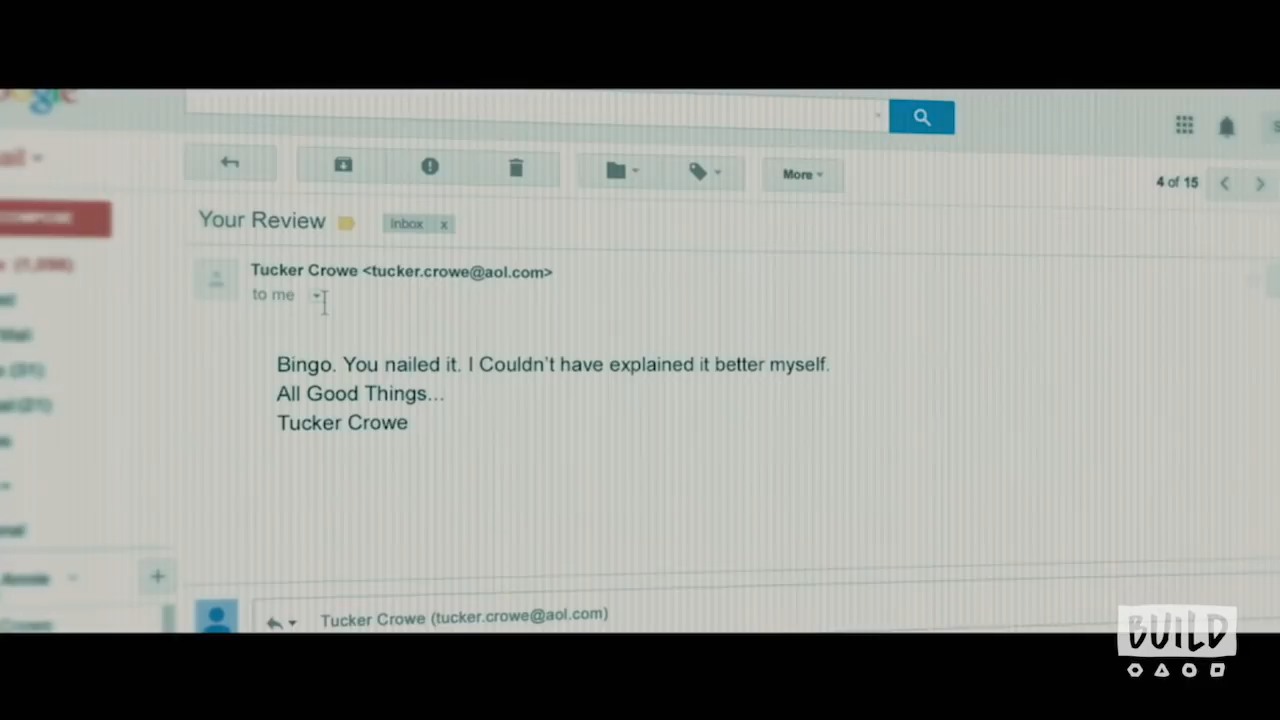 More
4 of 15
Your Review
Inbox x
Tucker Crowe <tucker.crowe@aol.com>
to me
Bingo. You nailed it. I Couldn't have explained it better myself.
All Good Things...
Tucker Crowe
Annie
Tucker Crowe (tucker.crowe@aol.com)
BUILD